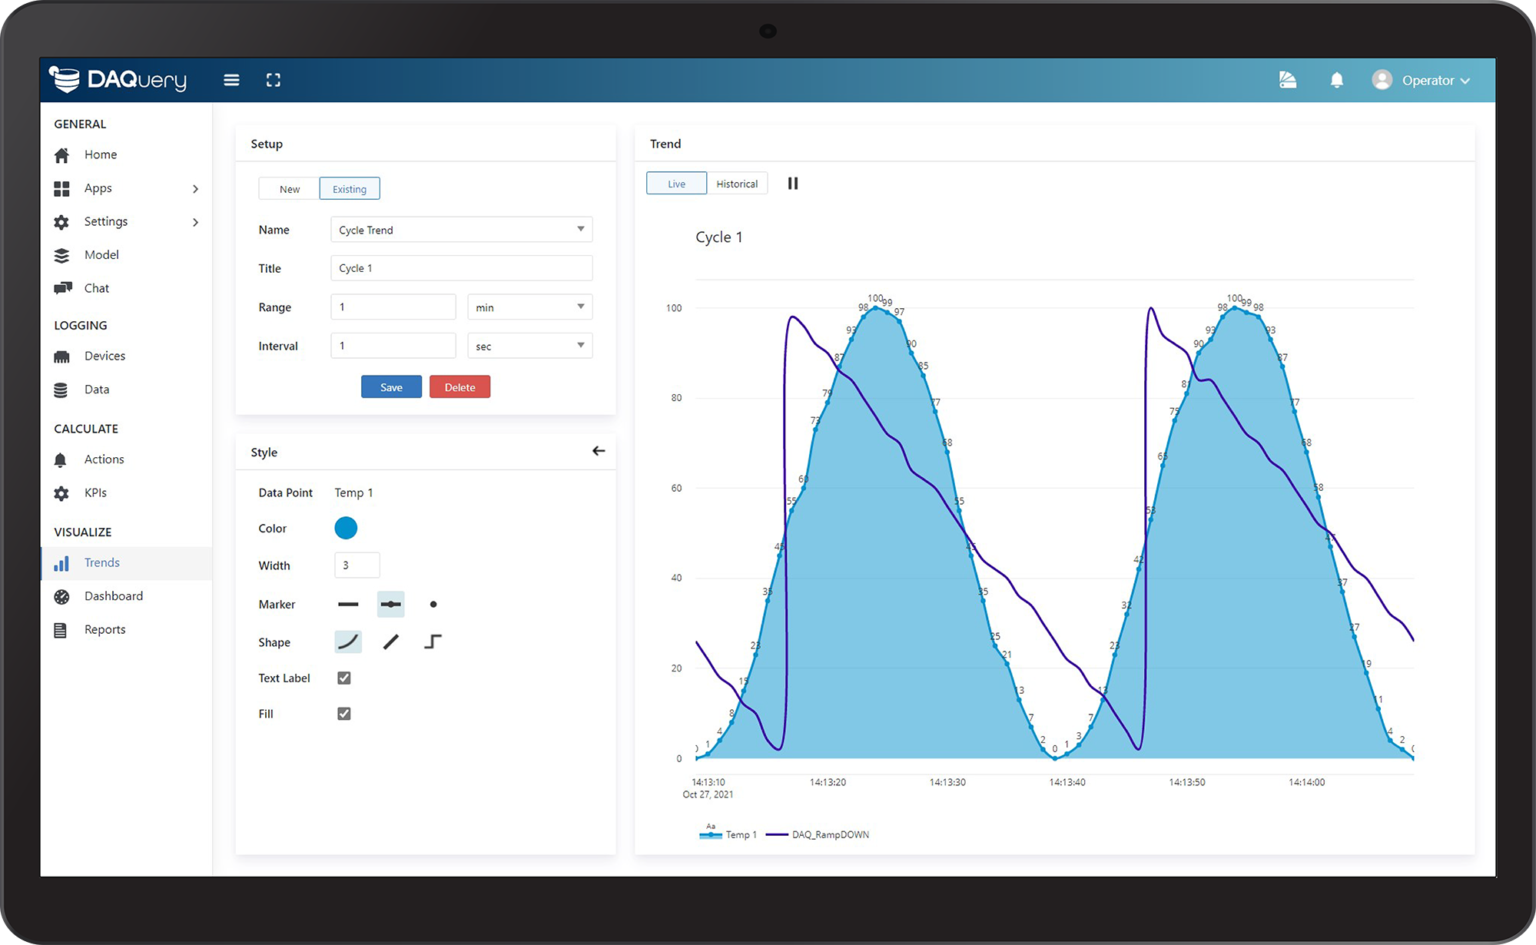 DAQuery
Operator
GENERAL
Home
Apps
Settings
Model
Chat
LOGGING
Devices
Data
CALCULATE
Actions
KPIs
VISUALIZE
Trends
Dashboard
Reports
Setup
New Existing
Name Cycle Trend
Title Cycle 1
Range 1 min
Interval 1 sec
Save Delete
Style
Data Point Temp 1
Color
Width 3
Marker
Shape
Text Label
Fill
Trend
Live Historical
Cycle 1
100
80
60
40
20
0
1 4 8 15 23 35 45 55 60 73 79 87 93 98 100 99 97 90 85 77 68 55 45 35 25 21 13 7 2 0 1 3 7 13 23 32 42 53 65 75 90 93 98 100 99 98 93 87 77 68 58 47 37 27 19 11 4 2
14:13:10 14:13:20 14:13:30 14:13:40 14:13:50 14:14:00
Oct 27, 2021
Aa
Temp 1 DAQ_RampDOWN